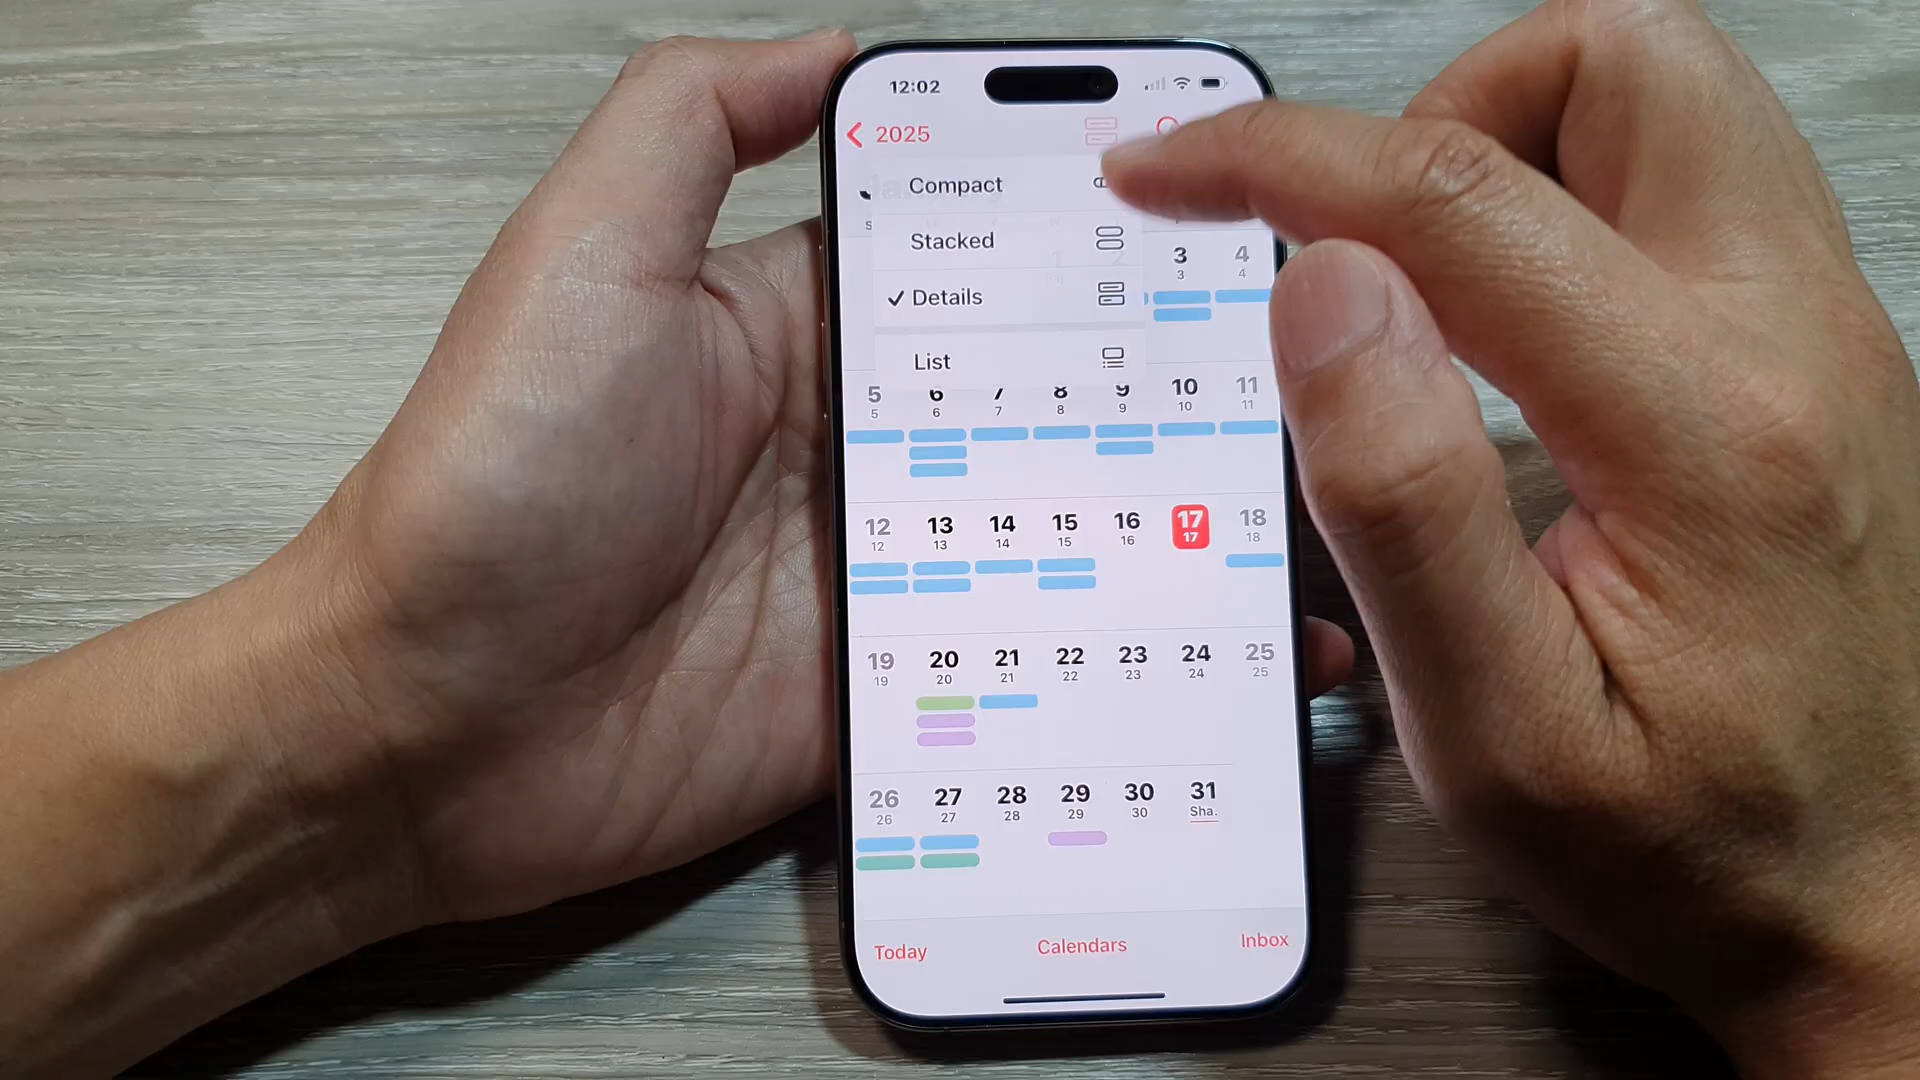 12:02
2025
Compact
Stacked
Details
List
3 4
3 4
5 6 7 8 9 10 11
5 6 7 8 9 10 11
12 13 14 15 16 17 18
12 13 14 15 16 17 18
19 20 21 22 23 24 25
19 20 21 22 23 24 25
26 27 28 29 30 31
26 27 28 29 30 Sha.
Today Calendars Inbox